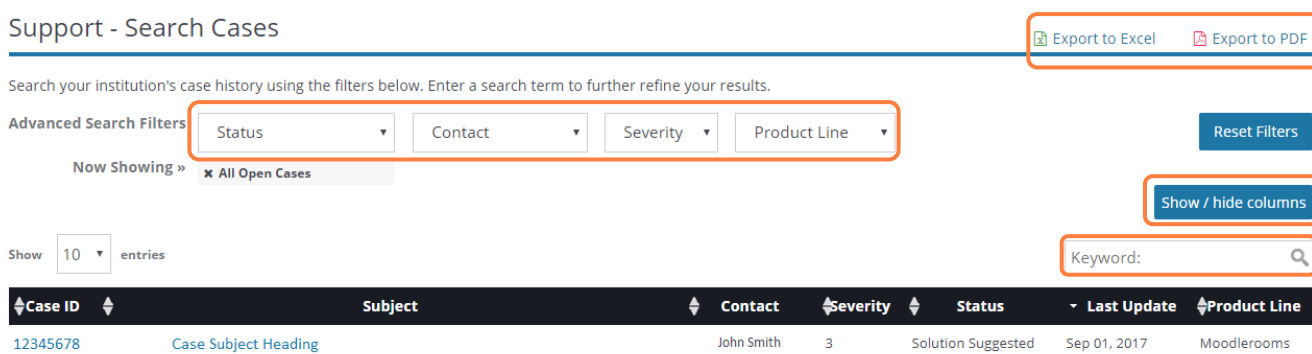 Support - Search Cases
Export to Excel Export to PDF
Search your institution's case history using the filters below. Enter a search term to further refine your results.
Advanced Search Filters Status Contact Severity Product Line Reset Filters
Now Showing » × All Open Cases
Show / hide columns
Show 10 entries Keyword:
Case ID Subject Contact Severity Status Last Update Product Line
12345678 Case Subject Heading John Smith 3 Solution Suggested Sep 01, 2017 Moodlerooms